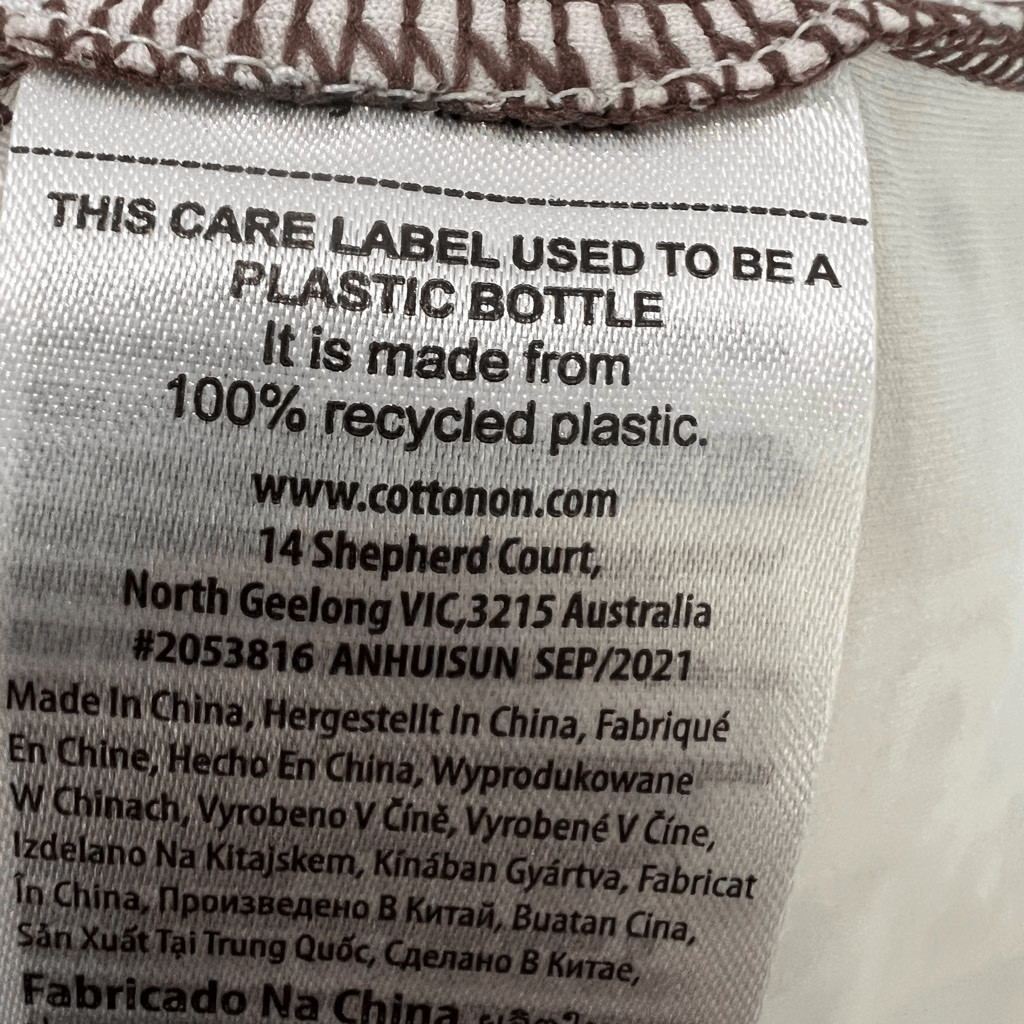 THIS CARE LABEL USED TO BE A
PLASTIC BOTTLE
It is made from
100% recycled plastic.
www.cottonon.com
14 Shepherd Court,
North Geelong VIC,3215 Australia
#2053816 ANHUISUN SEP/2021
Made In China, Hergestellt In China, Fabriqué
En Chine, Hecho En China, Wyprodukowane
W Chinach, Vyrobeno V Číně, Vyrobené V Číne,
Izdelano Na Kitajskem, Kínában Gyártva, Fabricat
În China, Произведено В Китай, Buatan Cina,
Sản Xuất Tại Trung Quốc, Сделано В Китае,
Fabricado Na China